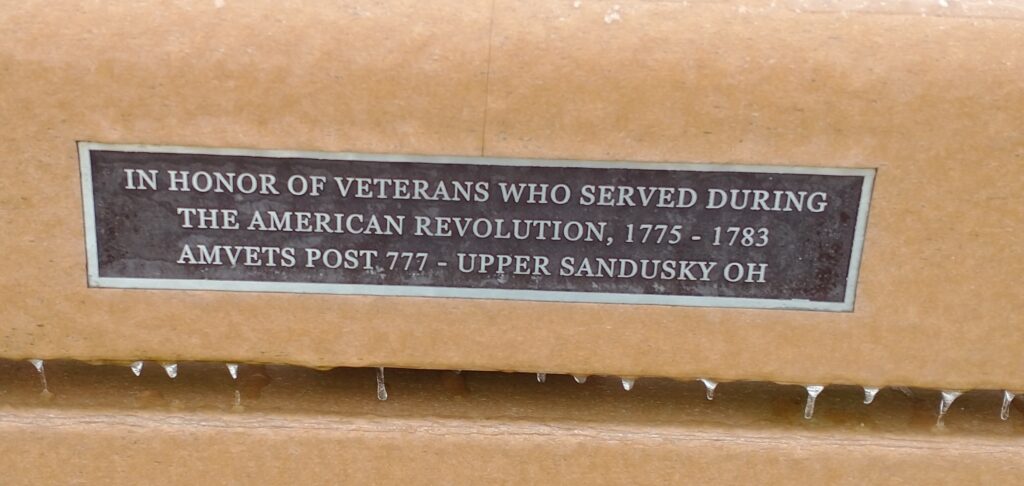 IN HONOR OF VETERANS WHO SERVED DURING
THE AMERICAN REVOLUTION, 1775 - 1783
AMVETS POST 777 - UPPER SANDUSKY OH